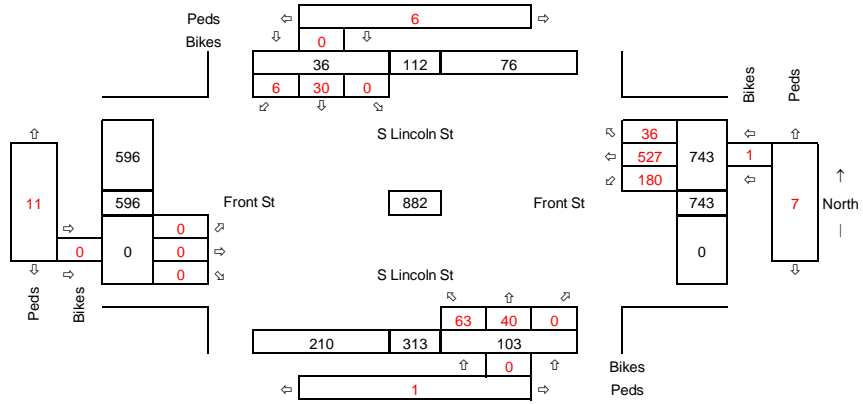 Peds 6
Bikes 0
36 112 76
6 30 0
Bikes Peds
S Lincoln St
596 36 743
527 1
11 180 7
596 Front St 882 Front St 743 North
0
0 0 0 0
0
S Lincoln St
Peds Bikes
63 40 0
210 313 103
0 Bikes
1 Peds